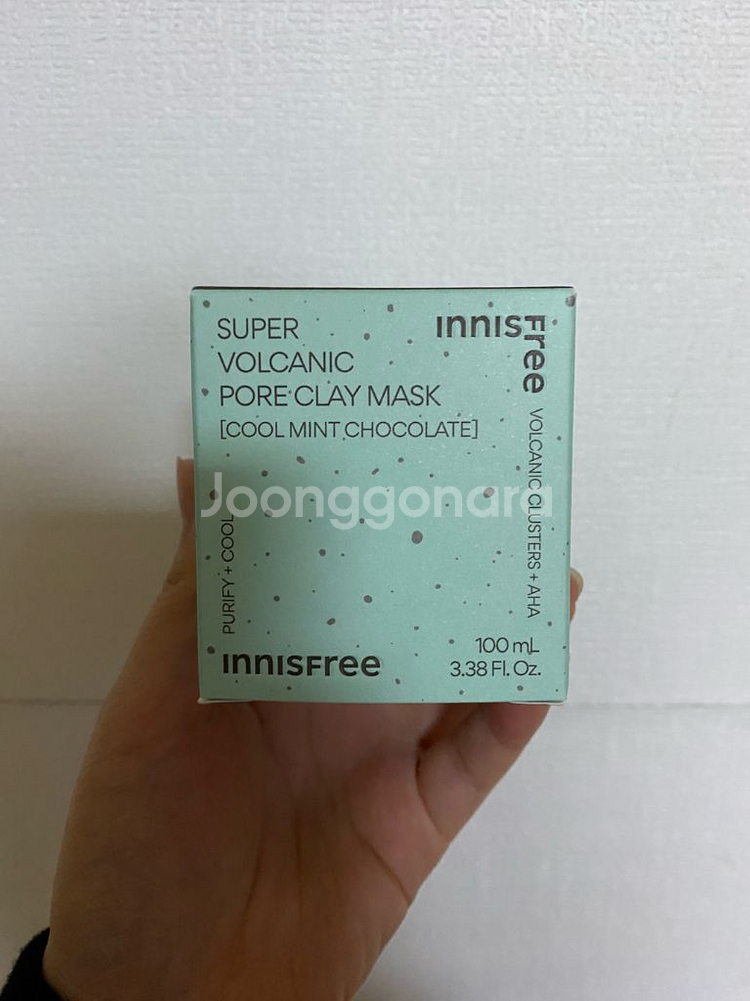 SUPER
VOLCANIC
PORE CLAY MASK
[COOL MINT CHOCOLATE]
innisFree
VOLCANIC CLUSTERS + AHA
Joonggonara
PURIFY + COOL
innisFree
100 mL
3.38 Fl. Oz.